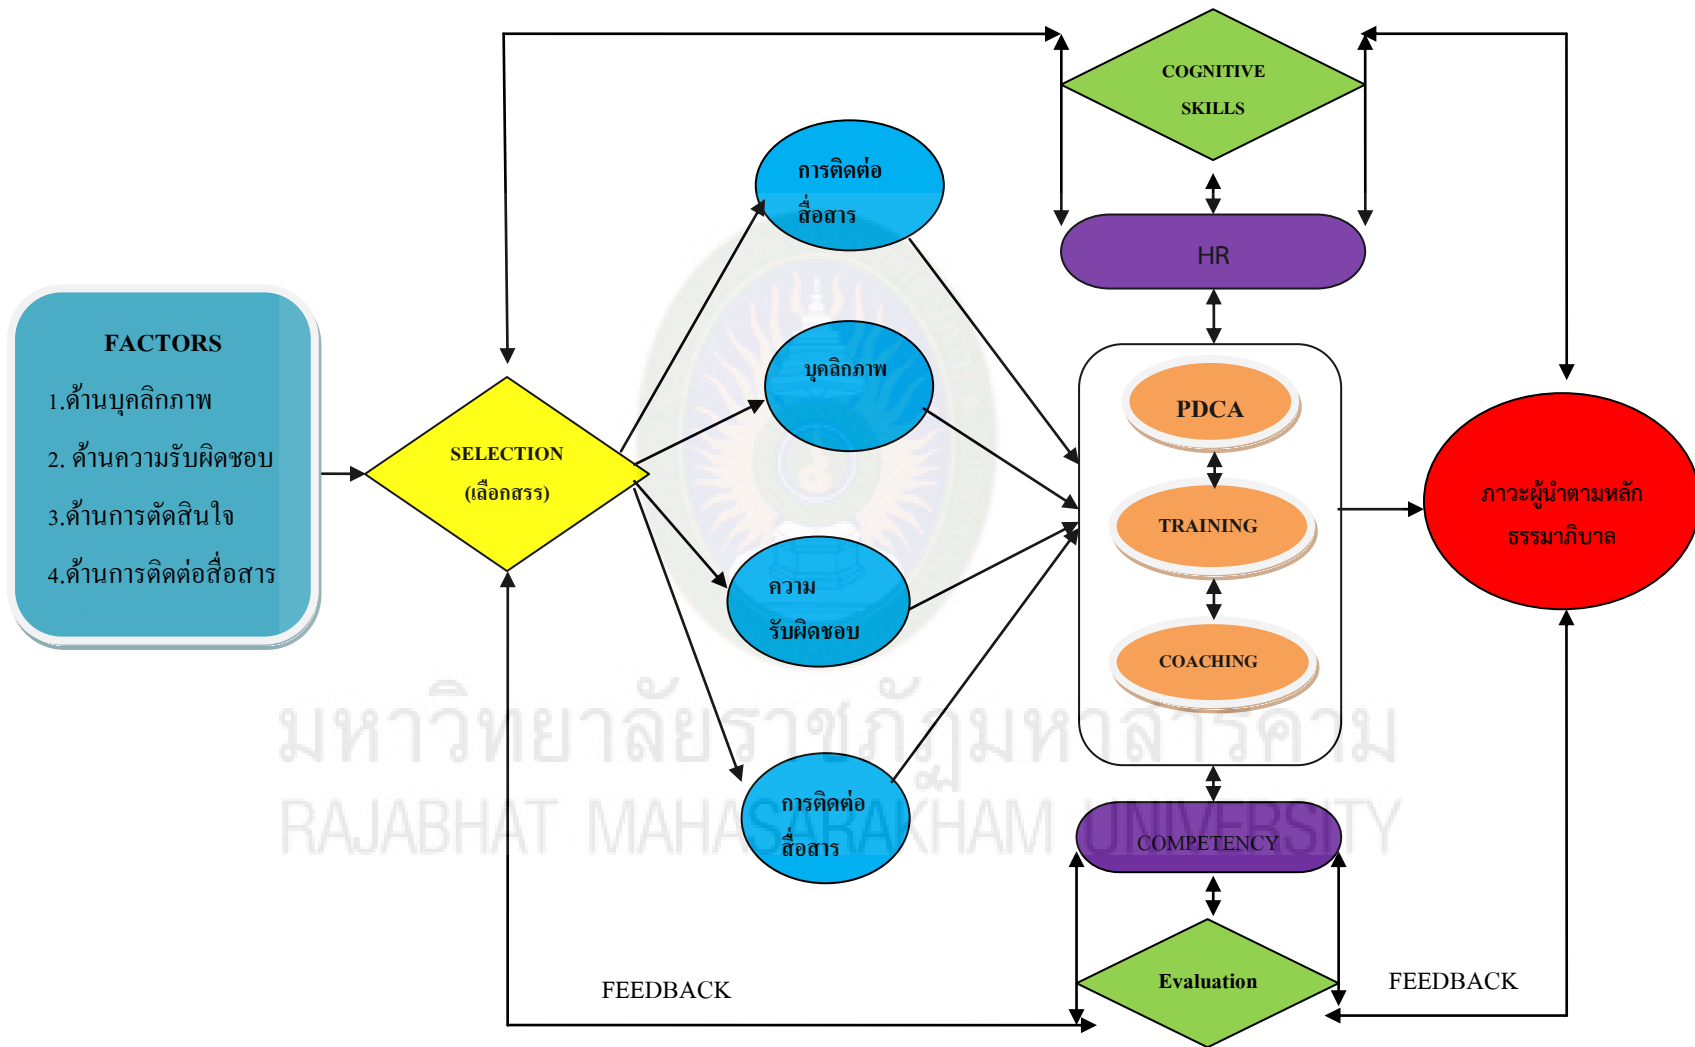 COGNITIVE
SKILLS
การติดต่อ
สื่อสาร
HR
FACTORS
1.ด้านบุคลิกภาพ
2. ด้านความรับผิดชอบ
3.ด้านการตัดสินใจ
4.ด้านการติดต่อสื่อสาร
SELECTION
(เลือกสรร)
บุคลิกภาพ
ความ
รับผิดชอบ
การติดต่อ
สื่อสาร
PDCA
TRAINING
COACHING
ภาวะผู้นำตามหลัก
ธรรมาภิบาล
มหาวิทยาลัยราชภัฏมหาสารคาม
RAJABHAT MAHASARAKHAM UNIVERSITY
COMPETENCY
Evaluation
FEEDBACK
FEEDBACK